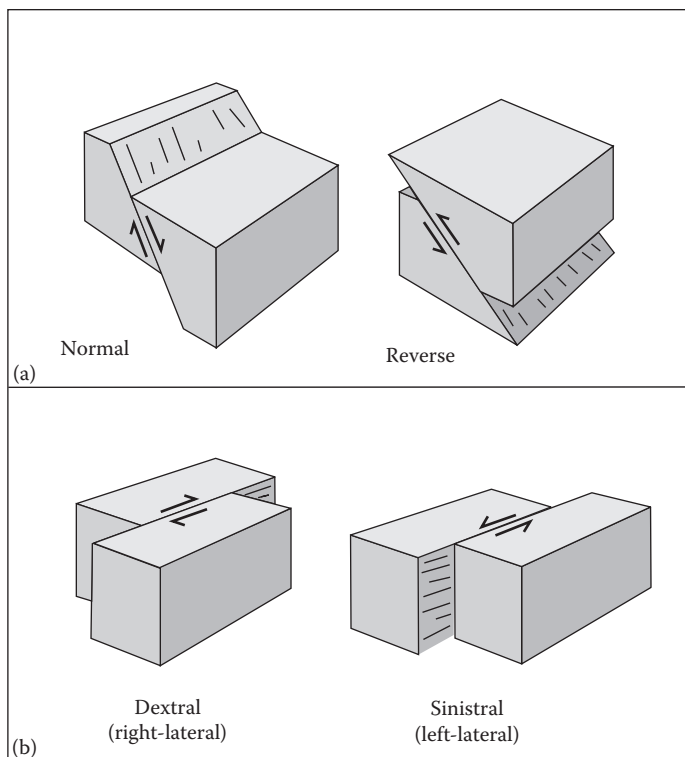 Normal
Reverse
(a)
Dextral
(right-lateral)
Sinistral
(left-lateral)
(b)